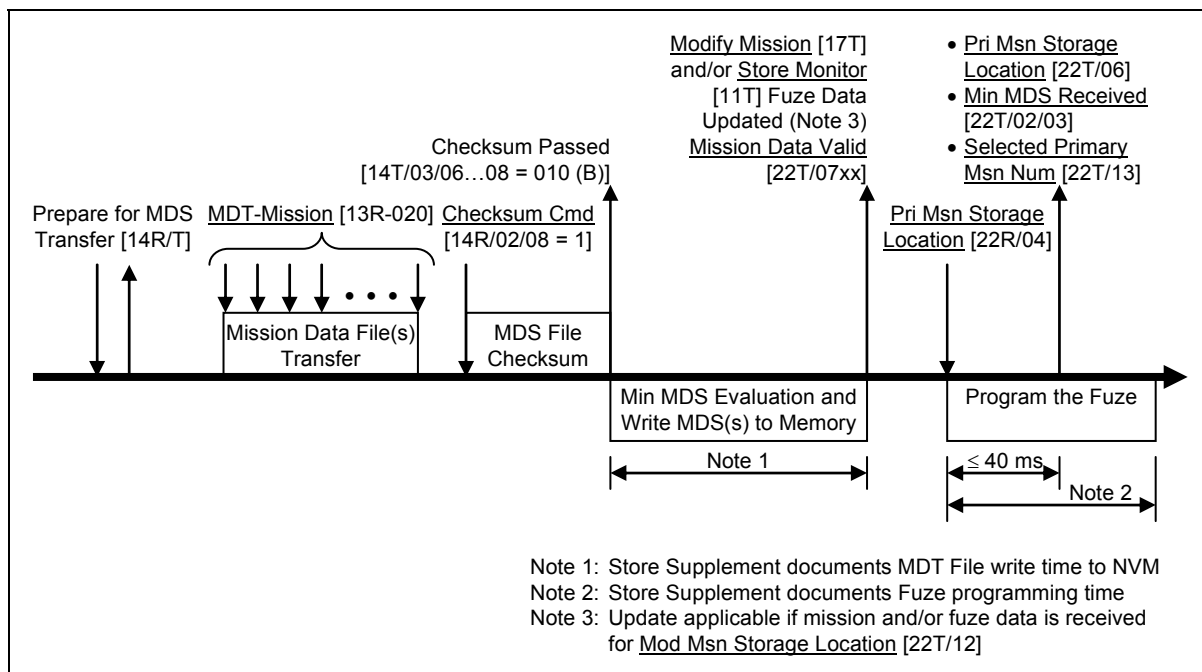 Prepare for MDS
Transfer [14R/T]
MDT-Mission [13R-020]
Checksum Cmd
[14R/02/08 = 1]
Checksum Passed
[14T/03/06…08 = 010 (B)]
Modify Mission [17T]
and/or Store Monitor
[11T] Fuze Data
Updated (Note 3)
Mission Data Valid
[22T/07xx]
Pri Msn Storage
Location [22R/04]
• Pri Msn Storage
Location [22T/06]
• Min MDS Received
[22T/02/03]
• Selected Primary
Msn Num [22T/13]
• • •
Mission Data File(s)
Transfer
MDS File
Checksum
Min MDS Evaluation and
Write MDS(s) to Memory
Program the Fuze
Note 1
≤ 40 ms
Note 2
Note 1: Store Supplement documents MDT File write time to NVM
Note 2: Store Supplement documents Fuze programming time
Note 3: Update applicable if mission and/or fuze data is received
for Mod Msn Storage Location [22T/12]